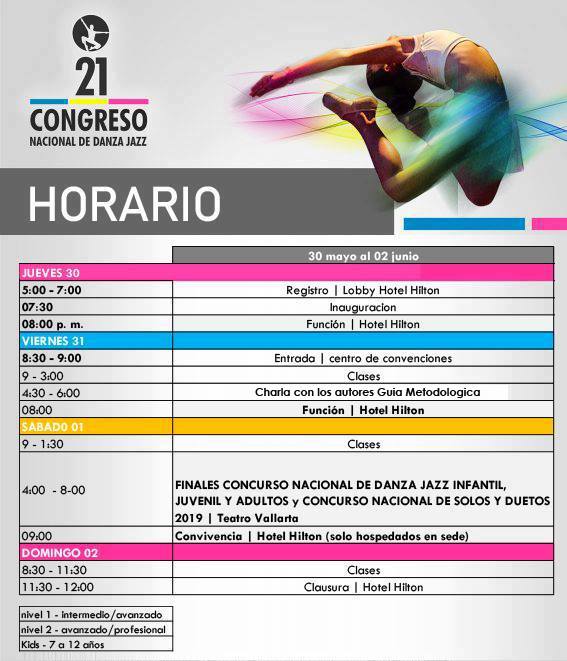 21
CONGRESO
NACIONAL DE DANZA JAZZ
HORARIO
30 mayo al 02 junio
JUEVES 30
5:00 - 7:00 Registro | Lobby Hotel Hilton
07:30 Inauguracion
08:00 p. m. Función | Hotel Hilton
VIERNES 31
8:30 - 9:00 Entrada | centro de convenciones
9 - 3:00 Clases
4:30 - 6:00 Charla con los autores Guia Metodologica
08:00 Función | Hotel Hilton
SABADO 01
9 - 1:30 Clases
4:00 - 8-00 FINALES CONCURSO NACIONAL DE DANZA JAZZ INFANTIL,
JUVENIL Y ADULTOS y CONCURSO NACIONAL DE SOLOS Y DUETOS
2019 | Teatro Vallarta
09:00 Convivencia | Hotel Hilton (solo hospedados en sede)
DOMINGO 02
8:30 - 11:30 Clases
11:30 - 12:00 Clausura | Hotel Hilton
nivel 1 - intermedio/avanzado
nivel 2 - avanzado/profesional
Kids - 7 a 12 años